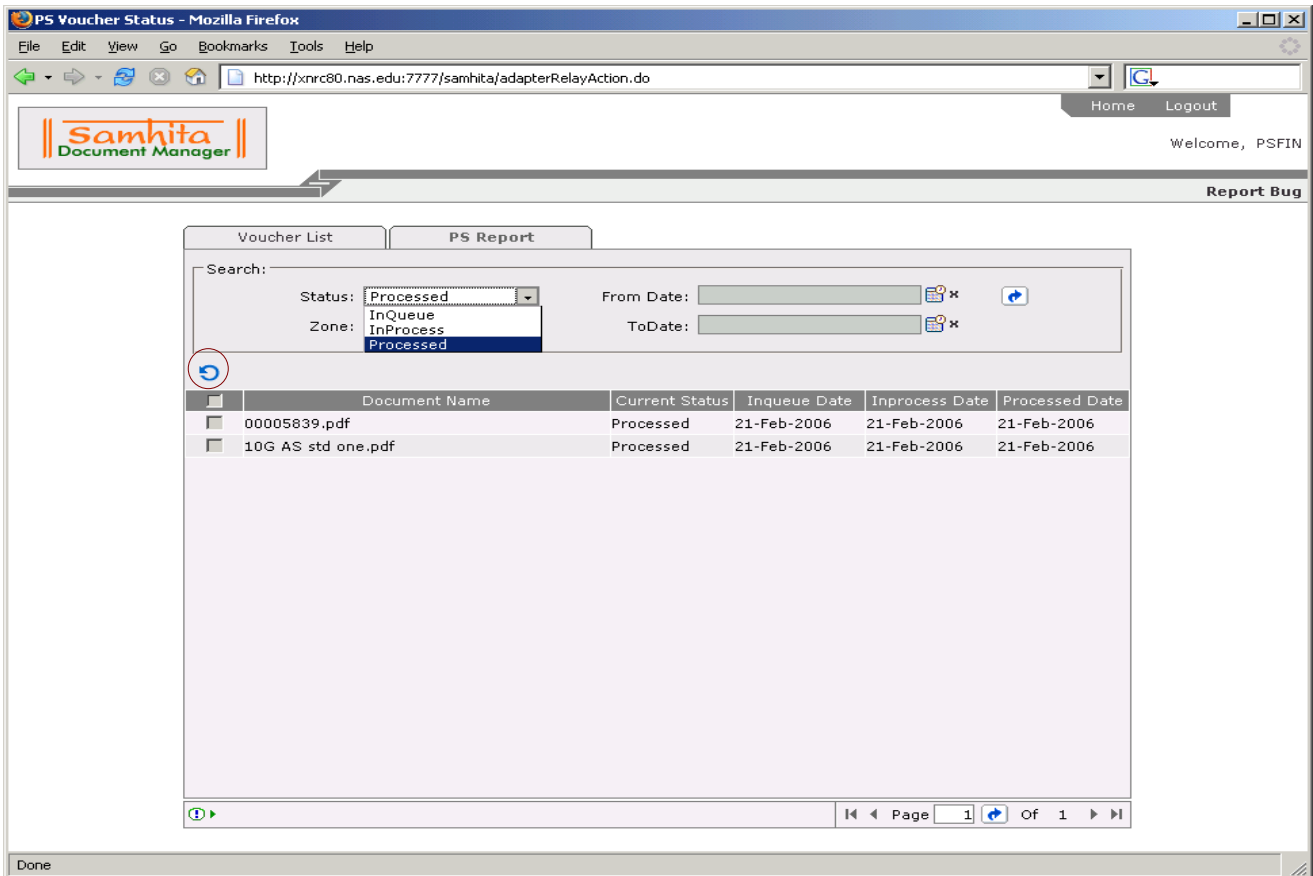 PS Voucher Status - Mozilla Firefox
File Edit View Go Bookmarks Tools Help
http://xnrc80.nas.edu:7777/samhita/adapterRelayAction.do
G
Home Logout
Samhita
Document Manager
Welcome, PSFIN
Report Bug
Voucher List PS Report
Search:
Status: Processed From Date:
InQueue
Zone: InProcess ToDate:
Processed
Document Name Current Status Inqueue Date Inprocess Date Processed Date
00005839.pdf Processed 21-Feb-2006 21-Feb-2006 21-Feb-2006
10G AS std one.pdf Processed 21-Feb-2006 21-Feb-2006 21-Feb-2006
Page 1 Of 1
Done